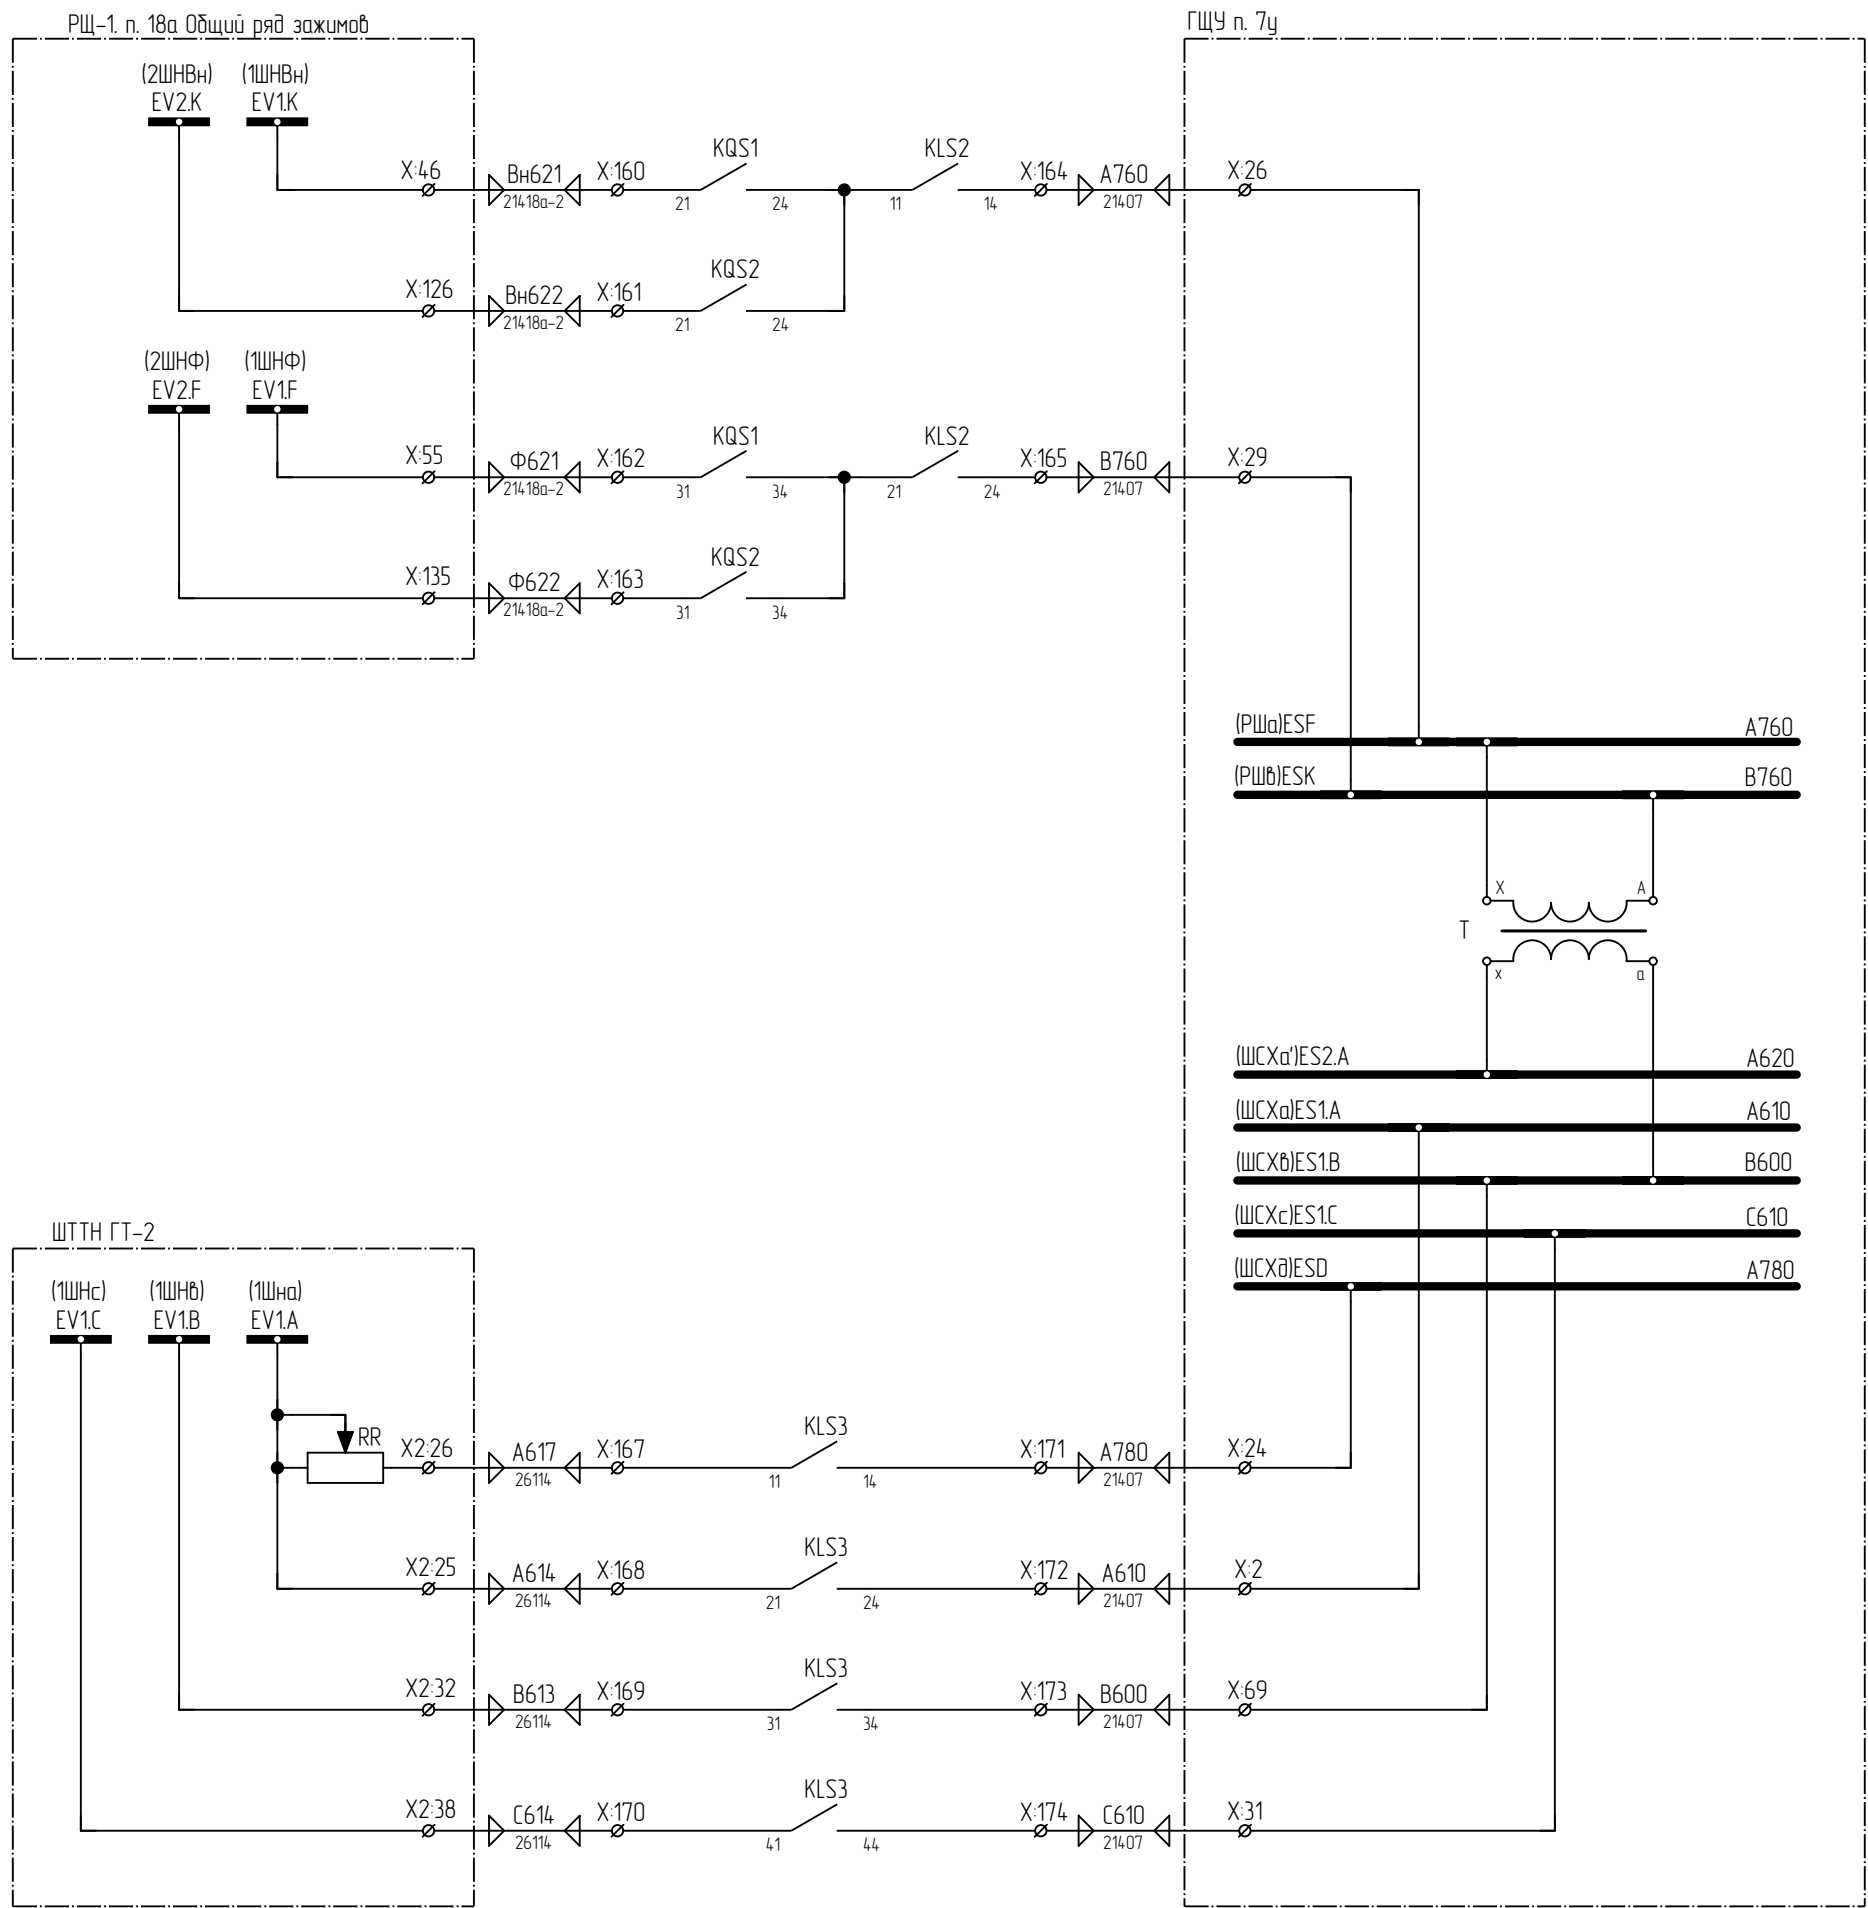 РЩ-1. п. 18а Общий ряд зажимов
ГЩУ п. 7у
(2ШНВн) (1ШНВн)
EV2.K EV1.K
X:46 Вн621 X:160 KQS1 KLS2 X:164 A760 X:26
21418а-2 21 24 11 14 21407
X:126 Вн622 X:161 KQS2
21418а-2 21 24
(2ШНФ) (1ШНФ)
EV2.F EV1.F
X:55 Ф621 X:162 KQS1 KLS2 X:165 B760 X:29
21418а-2 31 34 21 24 21407
X:135 Ф622 X:163 KQS2
21418а-2 31 34
(РШа)ESF A760
(РШв)ESK B760
X A
T
x a
(ШСХа')ES2.A A620
(ШСХа)ES1.A A610
(ШСХв)ES1.B B600
(ШСХс)ES1.C C610
(ШСХд)ESD A780
ШТТН ГТ-2
(1ШНс) (1ШНв) (1Шна)
EV1.C EV1.B EV1.A
RR X2:26 A617 X:167 KLS3 X:171 A780 X:24
26114 11 14 21407
X2:25 A614 X:168 KLS3 X:172 A610 X:2
26114 21 24 21407
X2:32 B613 X:169 KLS3 X:173 B600 X:69
26114 31 34 21407
X2:38 C614 X:170 KLS3 X:174 C610 X:31
26114 41 44 21407